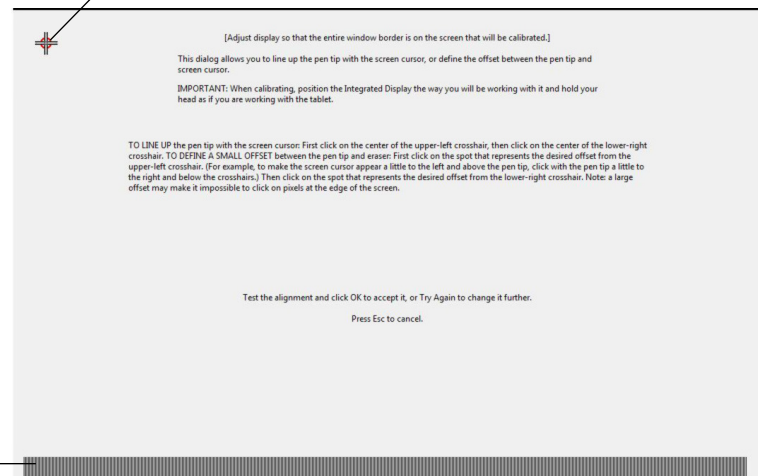 [Adjust display so that the entire window border is on the screen that will be calibrated.]
This dialog allows you to line up the pen tip with the screen cursor, or define the offset between the pen tip and
screen cursor.
IMPORTANT: When calibrating, position the Integrated Display the way you will be working with it and hold your
head as if you are working with the tablet.
TO LINE UP the pen tip with the screen cursor: First click on the center of the upper-left crosshair, then click on the center of the lower-right
crosshair. TO DEFINE A SMALL OFFSET between the pen tip and eraser: First click on the spot that represents the desired offset from the
upper-left crosshair. (For example, to make the screen cursor appear a little to the left and above the pen tip, click with the pen tip a little to
the right and below the crosshairs.) Then click on the spot that represents the desired offset from the lower-right crosshair. Note: a large
offset may make it impossible to click on pixels at the edge of the screen.
Test the alignment and click OK to accept it, or Try Again to change it further.
Press Esc to cancel.